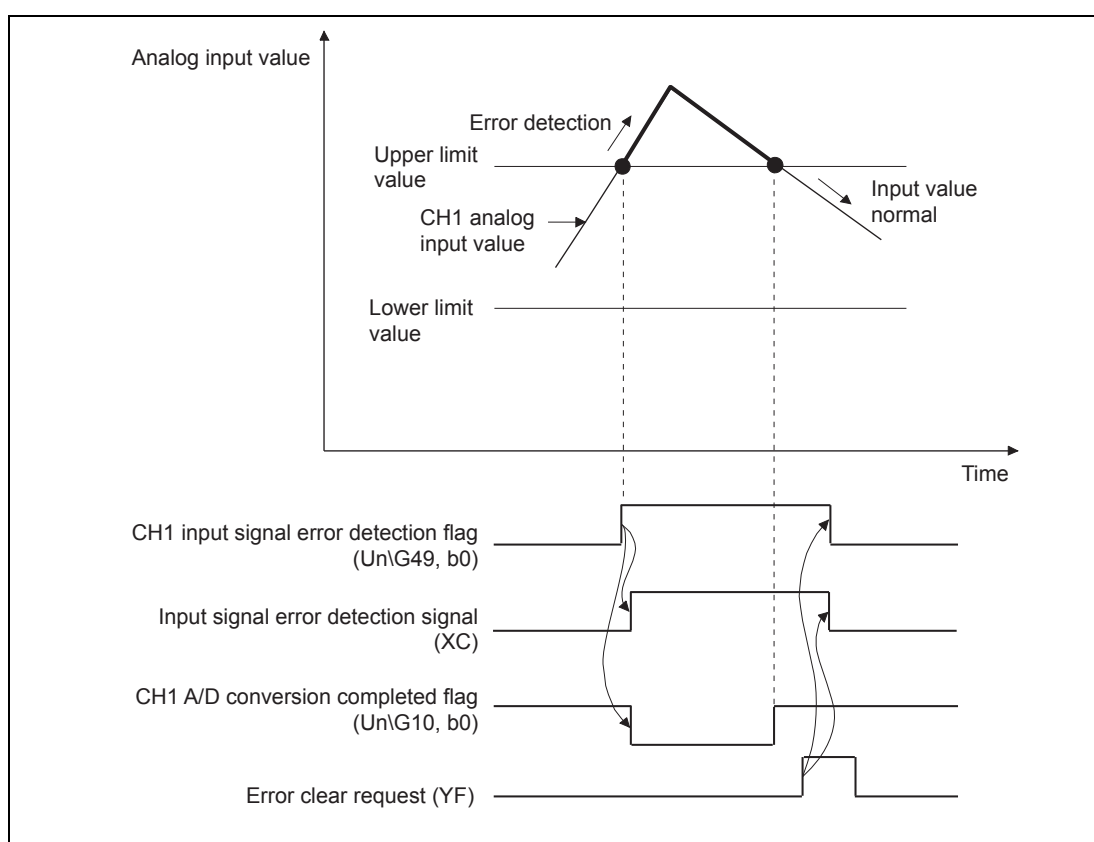 Analog input value
Error detection
Upper limit
value
Input value
normal
CH1 analog
input value
Lower limit
value
Time
CH1 input signal error detection flag
(Un\G49, b0)
Input signal error detection signal
(XC)
CH1 A/D conversion completed flag
(Un\G10, b0)
Error clear request (YF)